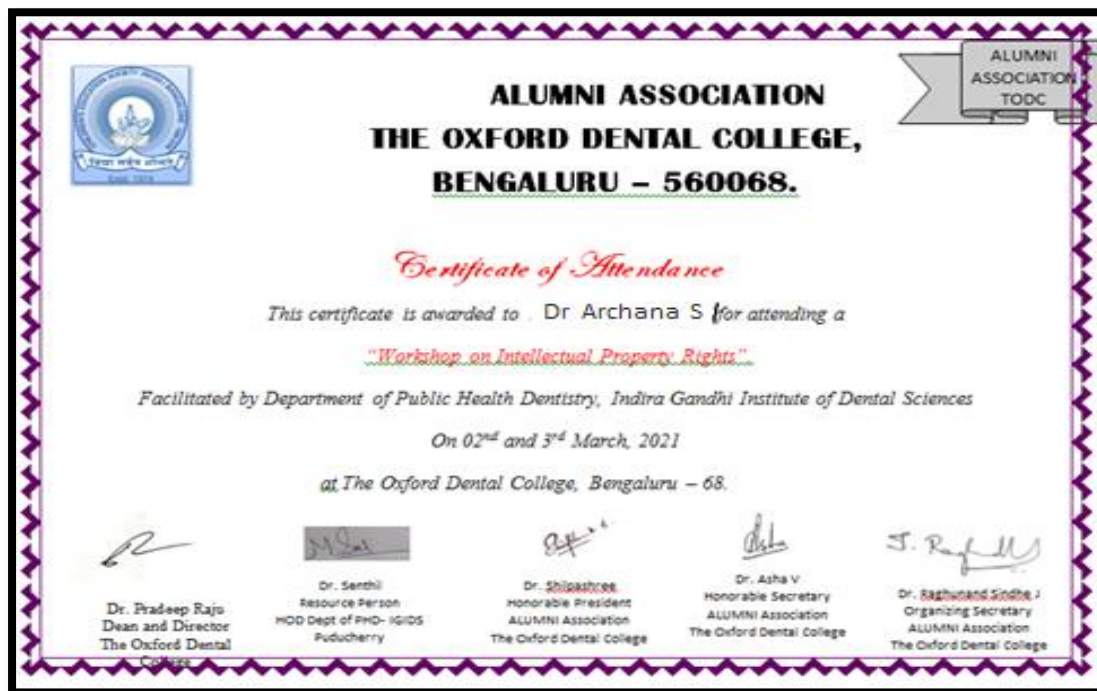 ALUMNI
ASSOCIATION
TODC
ALUMNI ASSOCIATION
THE OXFORD DENTAL COLLEGE,
BENGALURU – 560068.
Certificate of Attendance
This certificate is awarded to . Dr Archana S for attending a
“Workshop on Intellectual Property Rights”.
Facilitated by Department of Public Health Dentistry, Indira Gandhi Institute of Dental Sciences
On 02nd and 3rd March, 2021
at The Oxford Dental College, Bengaluru – 68.
Dr. Pradeep Raju
Dean and Director
The Oxford Dental
College
Dr. Senthil
Resource Person
HOD Dept of PHD- IGIDS
Puducherry
Dr. Shilpashree
Honorable President
ALUMNI Association
The Oxford Dental College
Asha
Dr. Asha V
Honorable Secretary
ALUMNI Association
The Oxford Dental College
Dr. Raghunand Sindhe J
Organizing Secretary
ALUMNI Association
The Oxford Dental College